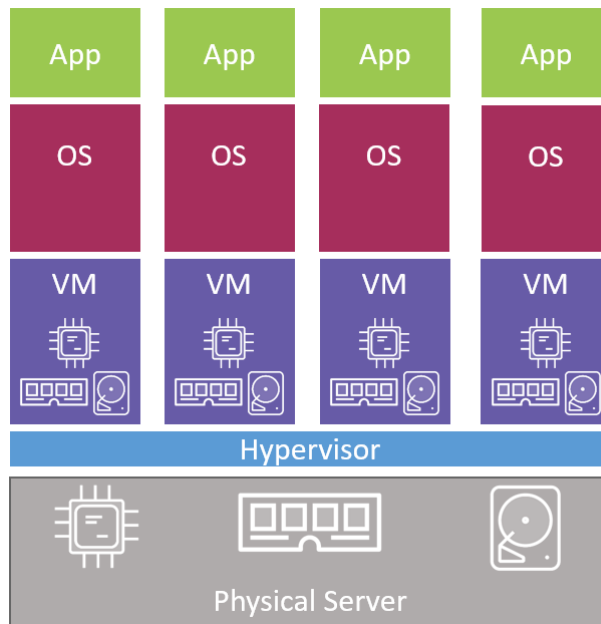 App App App App
OS OS OS OS
VM VM VM VM
Hypervisor
Physical Server